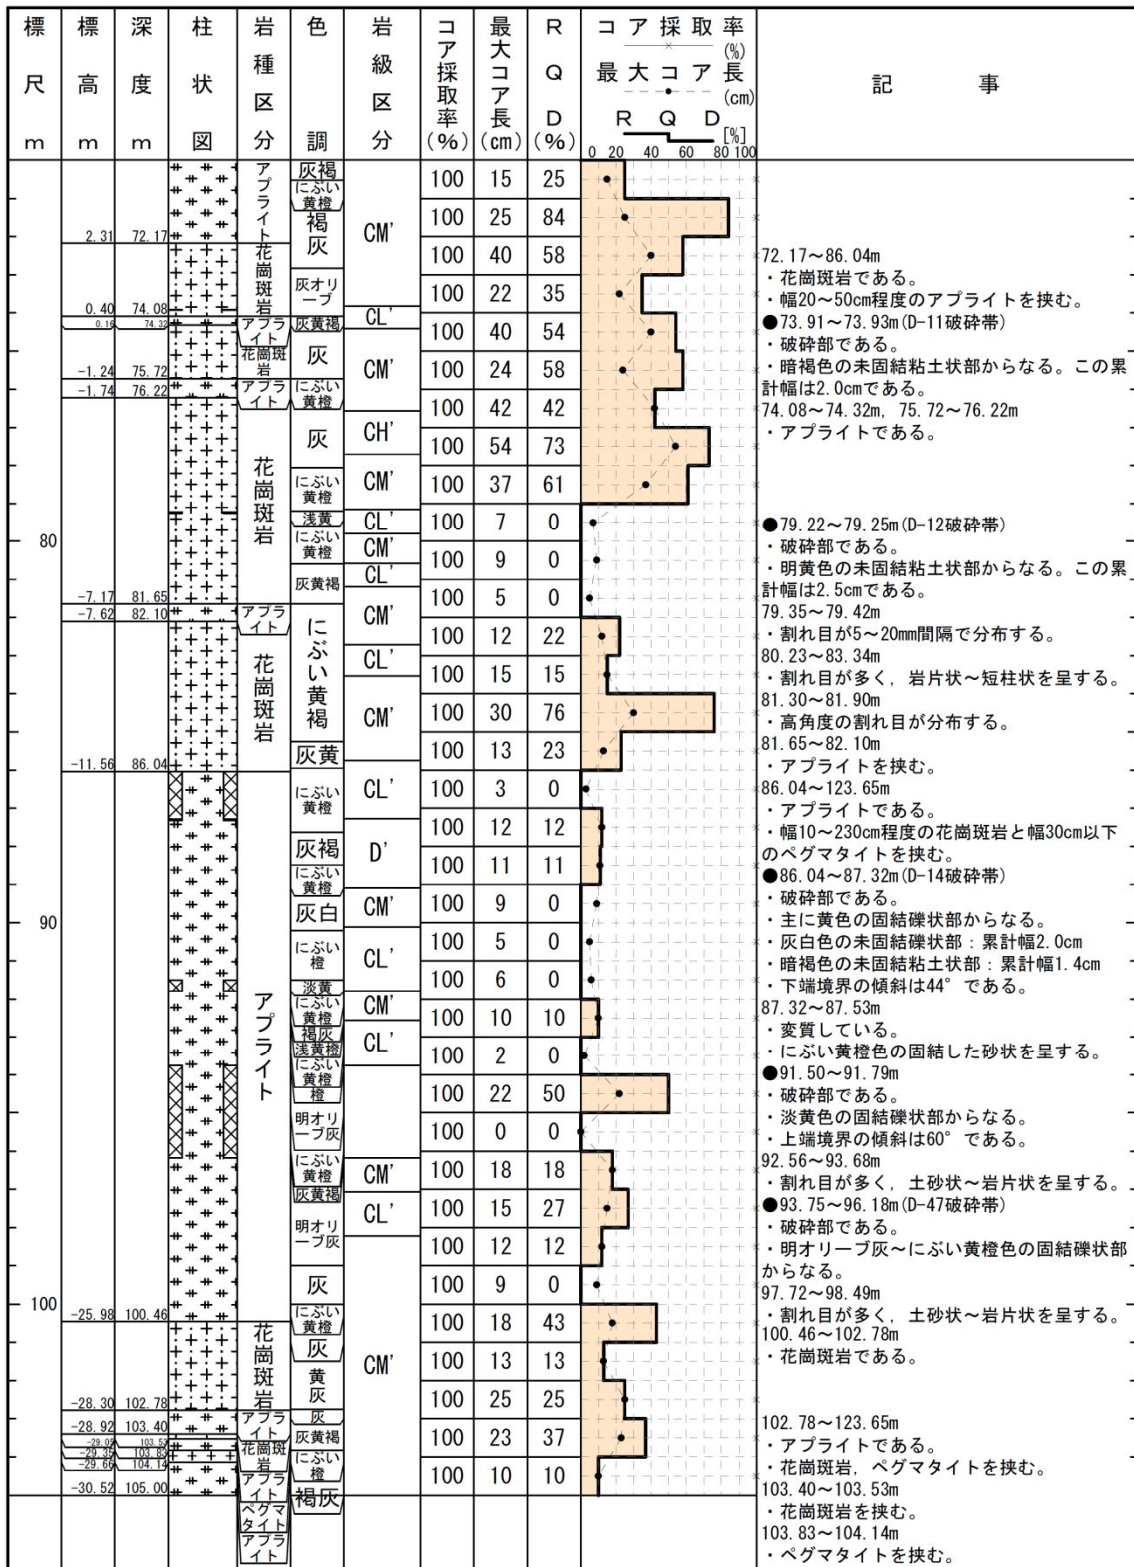 標尺 m
標高 m
深度 m
柱状図
岩種区分
色調
岩級区分
コア採取率(%)
最大コア長(cm)
RQD(%)
コア採取率(%)
最大コア長(cm)
RQD[%]
0 20 40 60 80 100
記事
80
90
100
2.31 72.17
0.40 74.08
0.16 74.32
-1.24 75.72
-1.74 76.22
-7.17 81.65
-7.62 82.10
-11.56 86.04
-25.98 100.46
-28.30 102.78
-28.92 103.40
-29.05 103.53
-29.35 103.83
-29.66 104.14
-30.52 105.00
アプライト
花崗斑岩
アプライト
花崗斑岩
アプライト
花崗斑岩
アプライト
花崗斑岩
アプライト
花崗斑岩
アプライト
花崗斑岩
アプライト
ペグマタイト
アプライト
灰褐
にぶい黄橙
褐灰
灰オリーブ
灰黄褐
灰
にぶい黄橙
灰
にぶい黄橙
浅黄
にぶい黄橙
灰黄褐
にぶい黄褐
灰黄
にぶい黄橙
灰褐
にぶい黄橙
灰白
にぶい橙
淡黄
にぶい黄橙
褐灰
浅黄橙
にぶい黄橙
橙
明オリーブ灰
にぶい黄橙
灰黄褐
明オリーブ灰
灰
にぶい黄橙
灰
黄灰
灰
灰黄褐
にぶい橙
褐灰
CM'
CL'
CM'
CH'
CM'
CL'
CM'
CL'
CM'
CL'
CM'
CL'
D'
CM'
CL'
CM'
CL'
CM'
CL'
CM'
100 15 25
100 25 84
100 40 58
100 22 35
100 40 54
100 24 58
100 42 42
100 54 73
100 37 61
100 7 0
100 9 0
100 5 0
100 12 22
100 15 15
100 30 76
100 13 23
100 3 0
100 12 12
100 11 11
100 9 0
100 5 0
100 6 0
100 10 10
100 2 0
100 22 50
100 0 0
100 18 18
100 15 27
100 12 12
100 9 0
100 18 43
100 13 13
100 25 25
100 23 37
100 10 10
72.17～86.04m
・花崗斑岩である。
・幅20～50cm程度のアプライトを挟む。
●73.91～73.93m(D-11破砕帯)
・破砕部である。
・暗褐色の未固結粘土状部からなる。この累
計幅は2.0cmである。
74.08～74.32m, 75.72～76.22m
・アプライトである。
●79.22～79.25m(D-12破砕帯)
・破砕部である。
・明黄色の未固結粘土状部からなる。この累
計幅は2.5cmである。
79.35～79.42m
・割れ目が5～20mm間隔で分布する。
80.23～83.34m
・割れ目が多く，岩片状～短柱状を呈する。
81.30～81.90m
・高角度の割れ目が分布する。
81.65～82.10m
・アプライトを挟む。
86.04～123.65m
・アプライトである。
・幅10～230cm程度の花崗斑岩と幅30cm以下
のペグマタイトを挟む。
●86.04～87.32m(D-14破砕帯)
・破砕部である。
・主に黄色の固結礫状部からなる。
・灰白色の未固結礫状部：累計幅2.0cm
・暗褐色の未固結粘土状部：累計幅1.4cm
・下端境界の傾斜は44°である。
87.32～87.53m
・変質している。
・にぶい黄橙色の固結した砂状を呈する。
●91.50～91.79m
・破砕部である。
・淡黄色の固結礫状部からなる。
・上端境界の傾斜は60°である。
92.56～93.68m
・割れ目が多く，土砂状～岩片状を呈する。
●93.75～96.18m(D-47破砕帯)
・破砕部である。
・明オリーブ灰～にぶい黄橙色の固結礫状部
からなる。
97.72～98.49m
・割れ目が多く，土砂状～岩片状を呈する。
100.46～102.78m
・花崗斑岩である。
102.78～123.65m
・アプライトである。
・花崗斑岩，ペグマタイトを挟む。
103.40～103.53m
・花崗斑岩を挟む。
103.83～104.14m
・ペグマタイトを挟む。